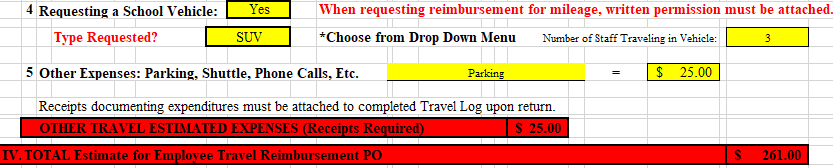 4 Requesting a School Vehicle: Yes When requesting reimbursement for mileage, written permission must be attached.
Type Requested? SUV *Choose from Drop Down Menu Number of Staff Traveling in Vehicle: 3
5 Other Expenses: Parking, Shuttle, Phone Calls, Etc. Parking = $ 25.00
Receipts documenting expenditures must be attached to completed Travel Log upon return.
OTHER TRAVEL ESTIMATED EXPENSES (Receipts Required) $ 25.00
IV. TOTAL Estimate for Employee Travel Reimbursement PO $ 261.00